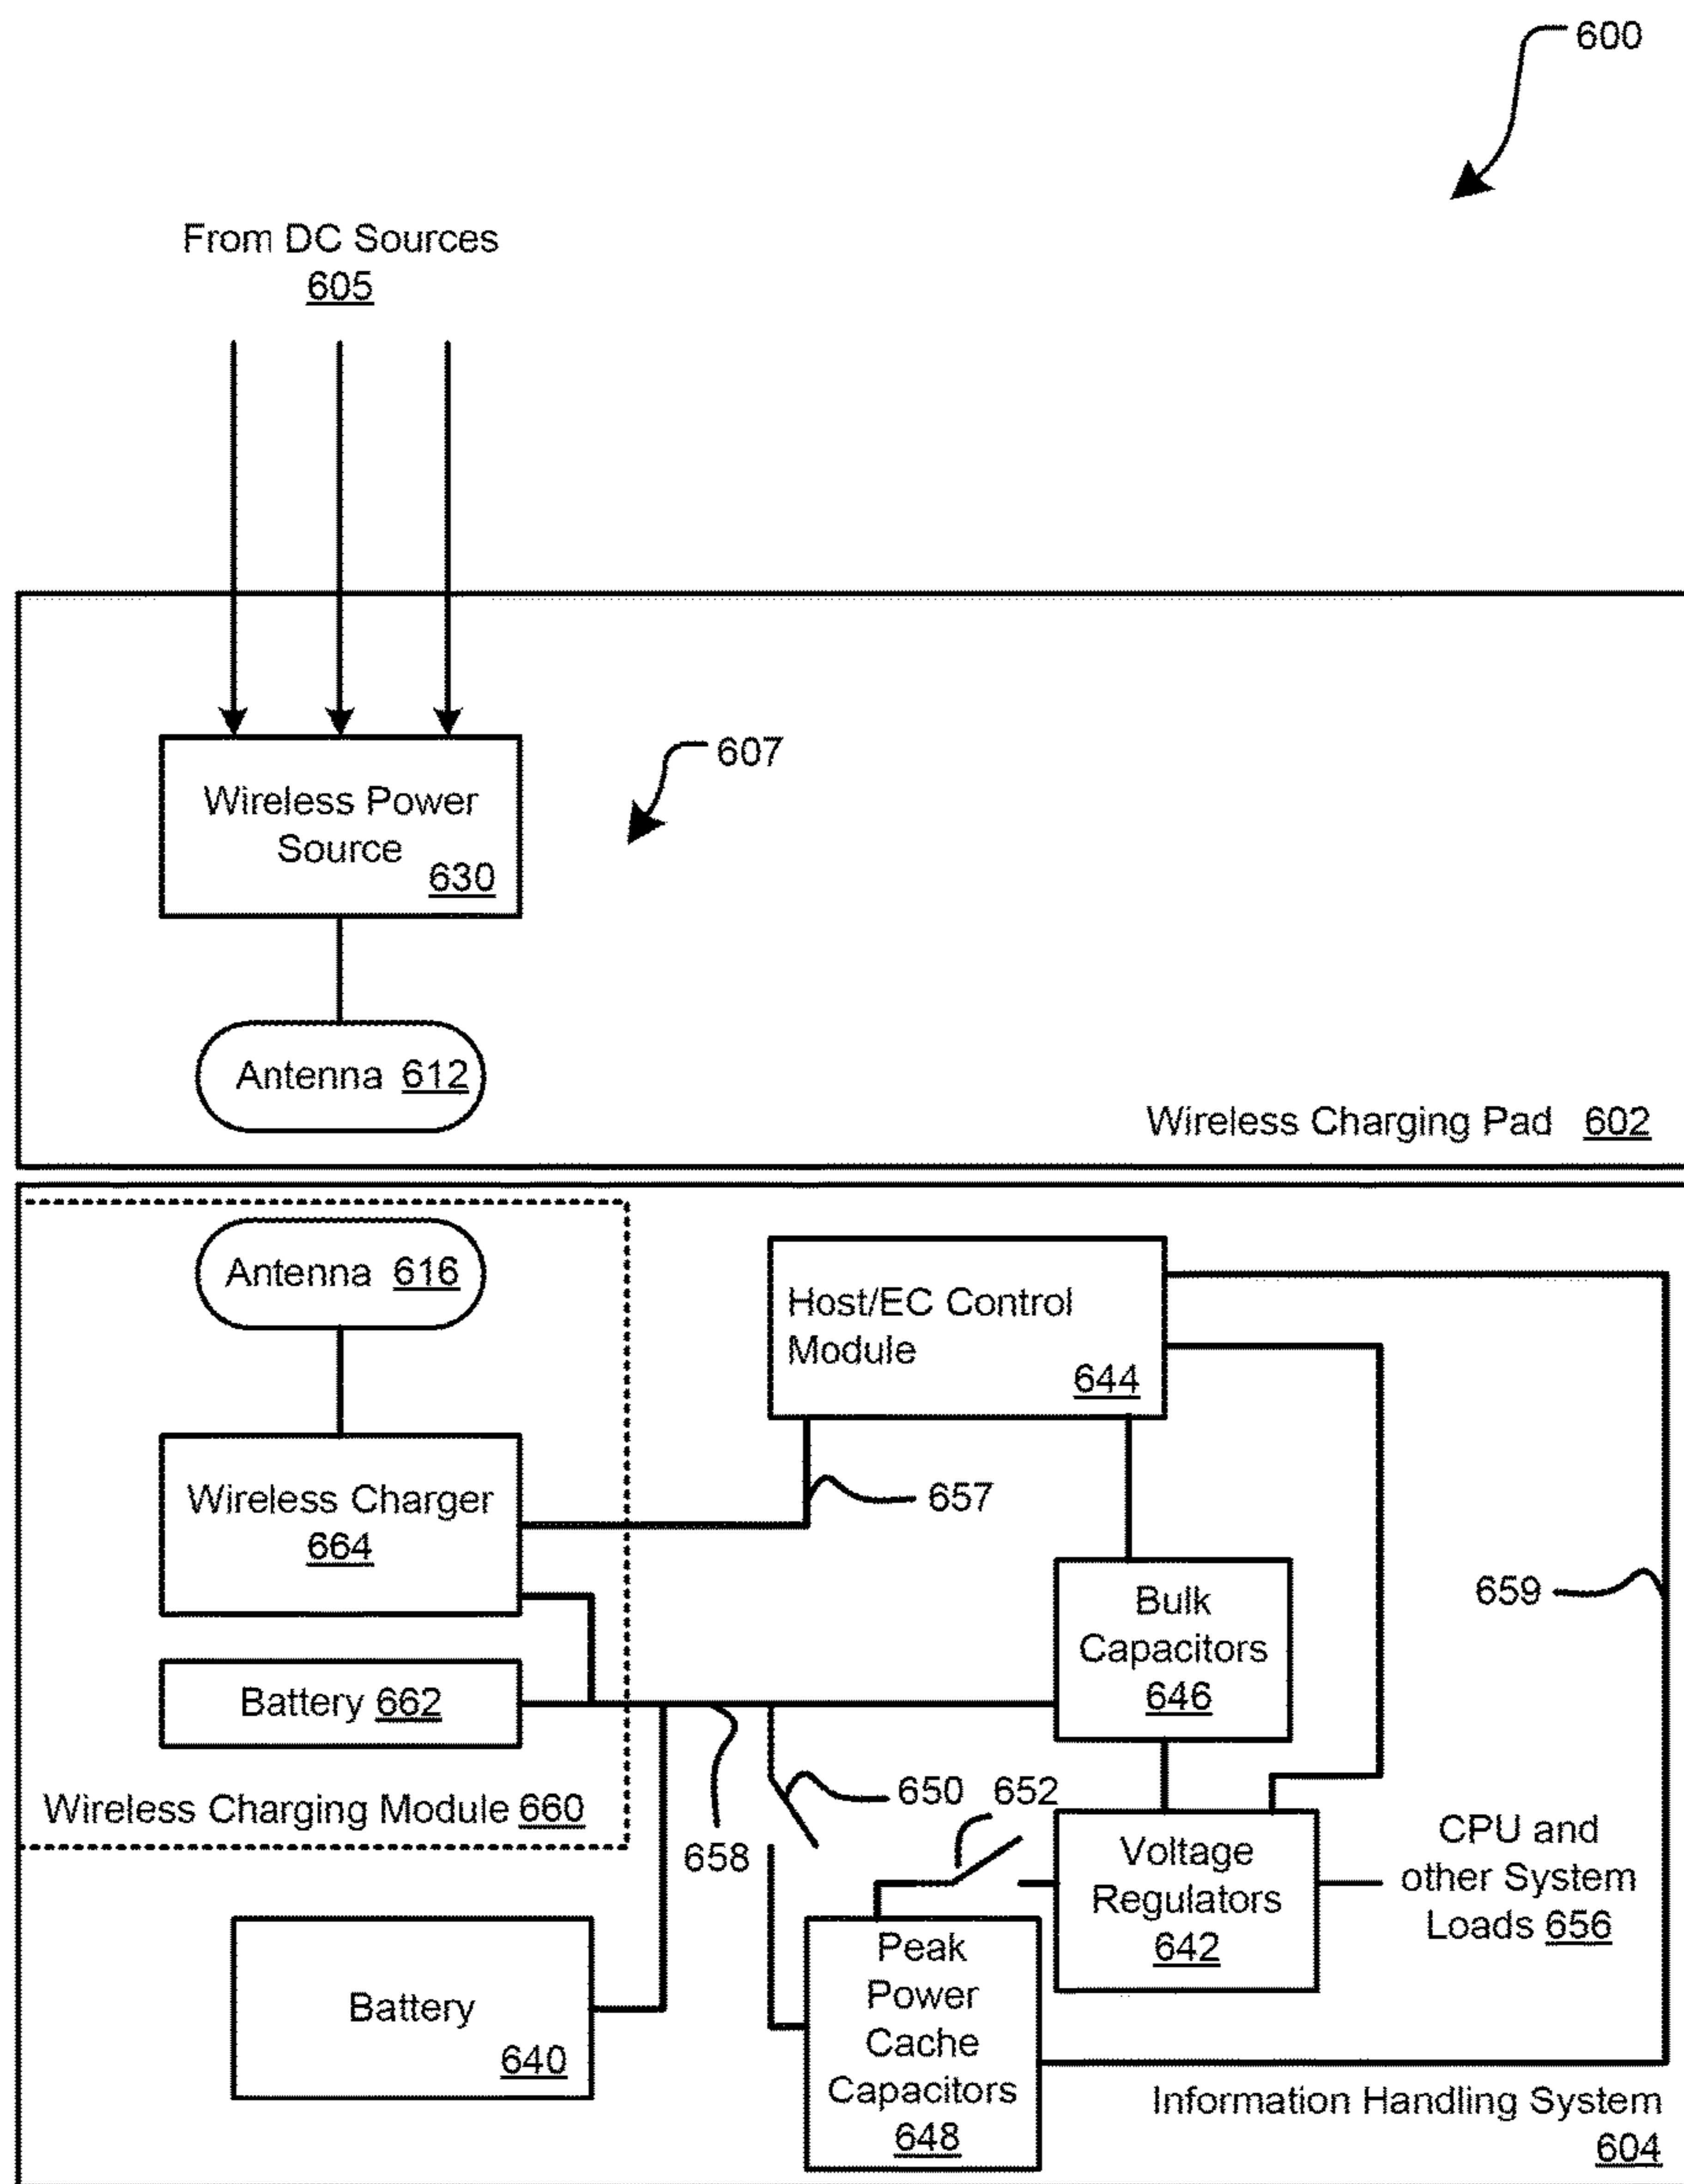 600
From DC Sources
605
607
Wireless Power
Source
630
Antenna 612
Wireless Charging Pad 602
Antenna 616
Host/EC Control
Module
644
Wireless Charger
664
657
Bulk
Capacitors
646
659
Battery 662
Wireless Charging Module 660
658
650
652
Voltage
Regulators
642
CPU and
other System
Loads 656
Battery
640
Peak
Power
Cache
Capacitors
648
Information Handling System
604